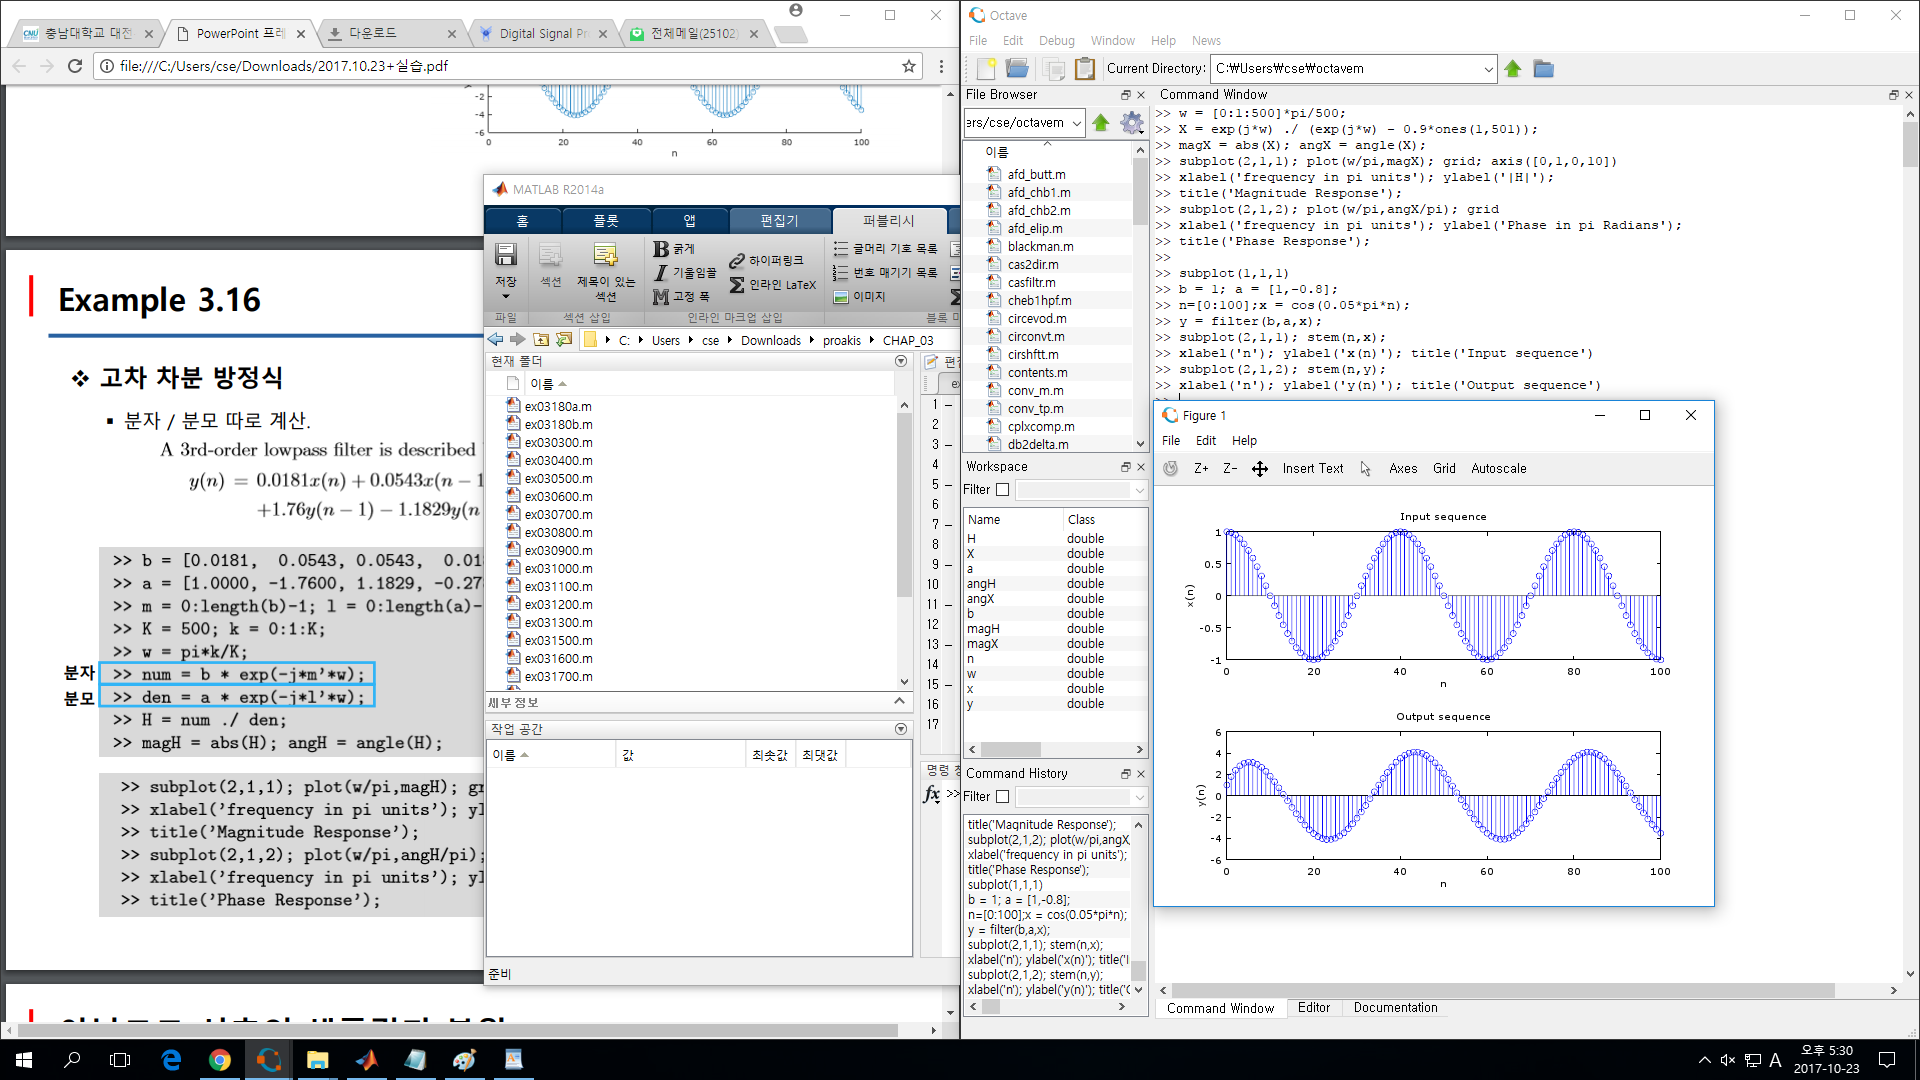 충남대학교 대전
PowerPoint 프레
다운로드
Digital Signal Pr
전체메일(25102)
file:///C:/Users/cse/Downloads/2017.10.23+실습.pdf
-2
-4
-6
0 20 40 60 80 100
n
Example 3.16
❖ 고차 차분 방정식
▪ 분자 / 분모 따로 계산.
A 3rd-order lowpass filter is described
y(n) = 0.0181x(n) + 0.0543x(n − 1
+1.76y(n − 1) − 1.1829y(n
>> b = [0.0181, 0.0543, 0.0543, 0.01
>> a = [1.0000, -1.7600, 1.1829, -0.27
>> m = 0:length(b)-1; l = 0:length(a)-
>> K = 500; k = 0:1:K;
>> w = pi*k/K;
분자 >> num = b * exp(-j*m'*w);
분모 >> den = a * exp(-j*l'*w);
>> H = num ./ den;
>> magH = abs(H); angH = angle(H);
>> subplot(2,1,1); plot(w/pi,magH); gr
>> xlabel('frequency in pi units'); yl
>> title('Magnitude Response');
>> subplot(2,1,2); plot(w/pi,angH/pi);
>> xlabel('frequency in pi units'); yl
>> title('Phase Response');
MATLAB R2014a
홈 플롯 앱 편집기 퍼블리시
저장
섹션
제목이 있는
섹션
B 굵게
I 기울임꼴
M 고정 폭
하이퍼링크
Σ 인라인 LaTeX
글머리 기호 목록
번호 매기기 목록
이미지
파일 섹션 삽입 인라인 마크업 삽입 블록 마
C: Users cse Downloads proakis CHAP_03
현재 폴더
이름
ex03180a.m
ex03180b.m
ex030300.m
ex030400.m
ex030500.m
ex030600.m
ex030700.m
ex030800.m
ex030900.m
ex031000.m
ex031100.m
ex031200.m
ex031300.m
ex031500.m
ex031600.m
ex031700.m
세부 정보
작업 공간
이름 값 최솟값 최댓값
준비
편집
ex
1 –
2
3 –
4
5 –
6
7 –
8
9 –
10
11 –
12
13 –
14
15 –
16
17
명령 창
fx >>
Octave
File Edit Debug Window Help News
Current Directory: C:₩Users₩cse₩octavem
File Browser
ers/cse/octavem
이름
afd_butt.m
afd_chb1.m
afd_chb2.m
afd_elip.m
blackman.m
cas2dir.m
casfiltr.m
cheb1hpf.m
circevod.m
circonvt.m
cirshftt.m
contents.m
conv_m.m
conv_tp.m
cplxcomp.m
db2delta.m
Workspace
Filter
Name Class
H double
X double
a double
angH double
angX double
b double
magH double
magX double
n double
w double
x double
y double
Command History
Filter
title('Magnitude Response');
subplot(2,1,2); plot(w/pi,angX
xlabel('frequency in pi units');
title('Phase Response');
subplot(1,1,1)
b = 1; a = [1,-0.8];
n=[0:100];x = cos(0.05*pi*n);
y = filter(b,a,x);
subplot(2,1,1); stem(n,x);
xlabel('n'); ylabel('x(n)'); title('I
subplot(2,1,2); stem(n,y);
xlabel('n'); ylabel('y(n)'); title('C
Command Window
>> w = [0:1:500]*pi/500;
>> X = exp(j*w) ./ (exp(j*w) - 0.9*ones(1,501));
>> magX = abs(X); angX = angle(X);
>> subplot(2,1,1); plot(w/pi,magX); grid; axis([0,1,0,10])
>> xlabel('frequency in pi units'); ylabel('|H|');
>> title('Magnitude Response');
>> subplot(2,1,2); plot(w/pi,angX/pi); grid
>> xlabel('frequency in pi units'); ylabel('Phase in pi Radians');
>> title('Phase Response');
>>
>> subplot(1,1,1)
>> b = 1; a = [1,-0.8];
>> n=[0:100];x = cos(0.05*pi*n);
>> y = filter(b,a,x);
>> subplot(2,1,1); stem(n,x);
>> xlabel('n'); ylabel('x(n)'); title('Input sequence')
>> subplot(2,1,2); stem(n,y);
>> xlabel('n'); ylabel('y(n)'); title('Output sequence')
>>
Figure 1
File Edit Help
Z+ Z- Insert Text Axes Grid Autoscale
Input sequence
1
0.5
0
-0.5
-1
x(n)
0 20 40 60 80 100
n
Output sequence
6
4
2
0
-2
-4
-6
y(n)
0 20 40 60 80 100
n
Command Window Editor Documentation
A
오후 5:30
2017-10-23